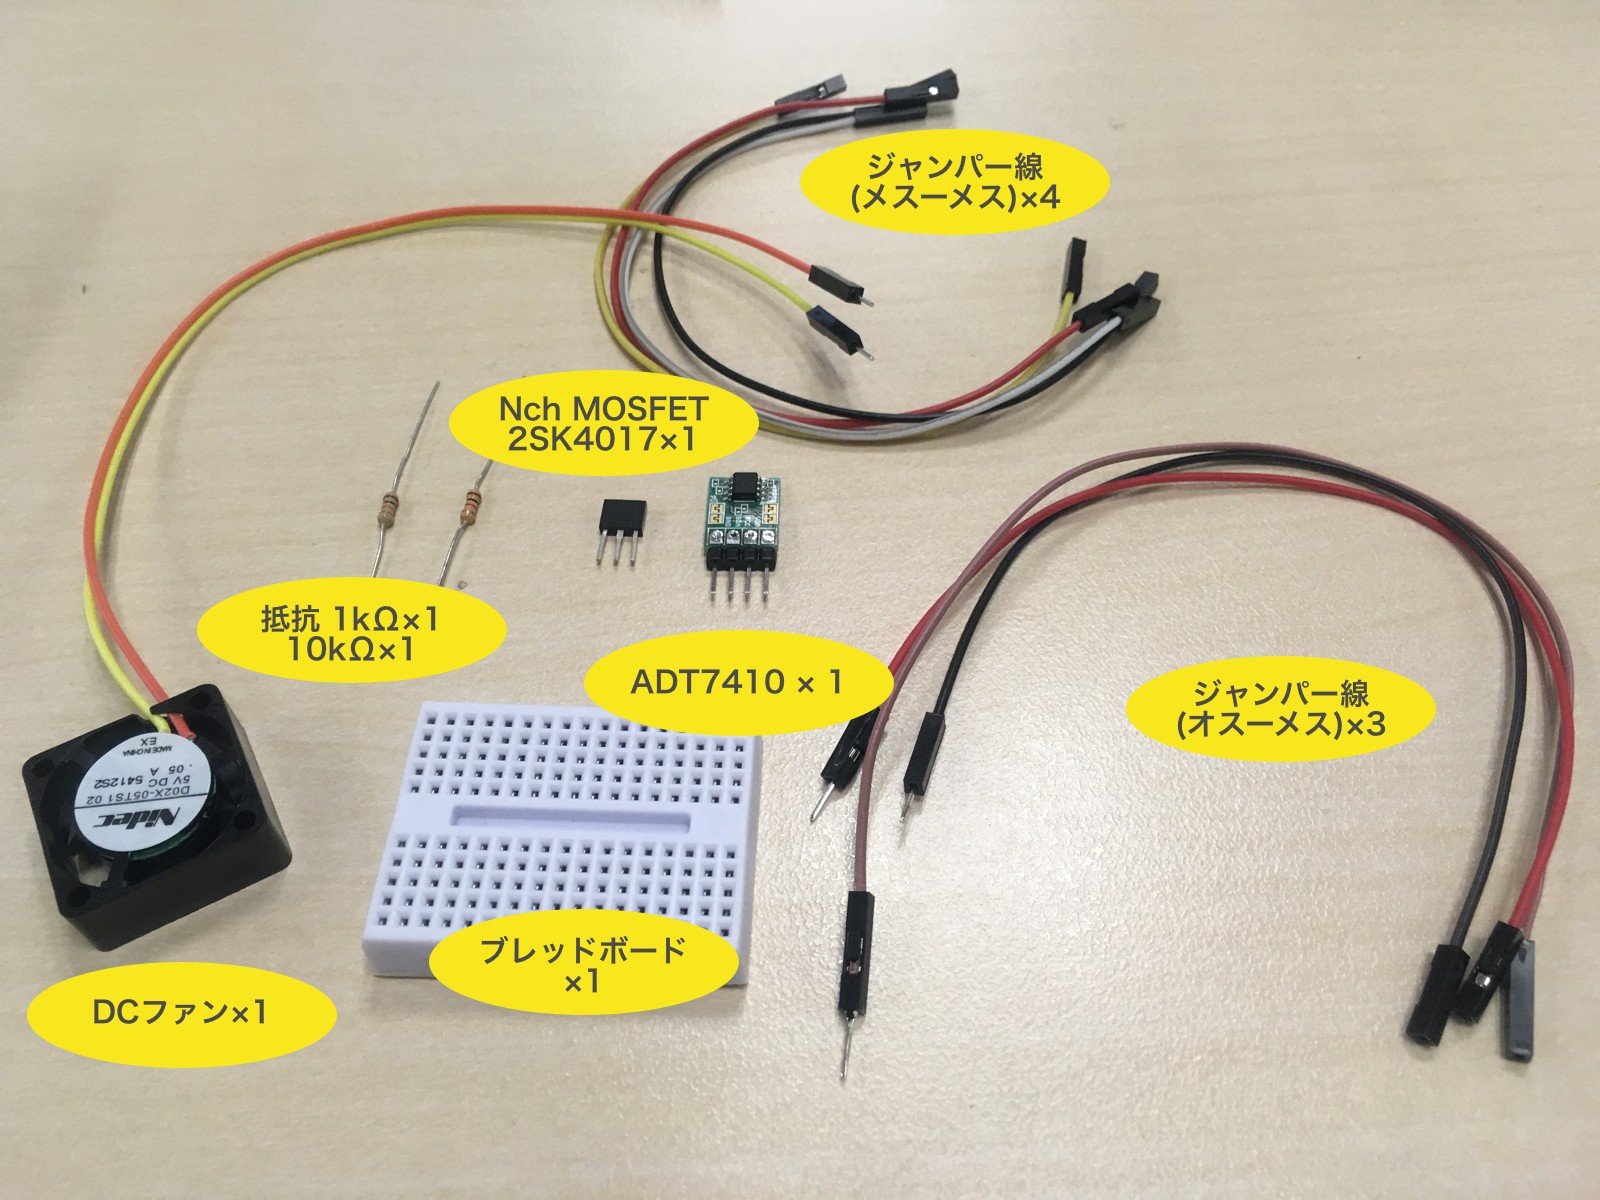 ジャンパー線
(メスーメス)×4
Nch MOSFET
2SK4017×1
抵抗 1kΩ×1
10kΩ×1
ADT7410 × 1
ジャンパー線
(オスーメス)×3
ブレッドボード
×1
DCファン×1
Nidec
D02X-05TS1 02
5V DC 5412S2
.05 A
MADE IN CHINA
EX